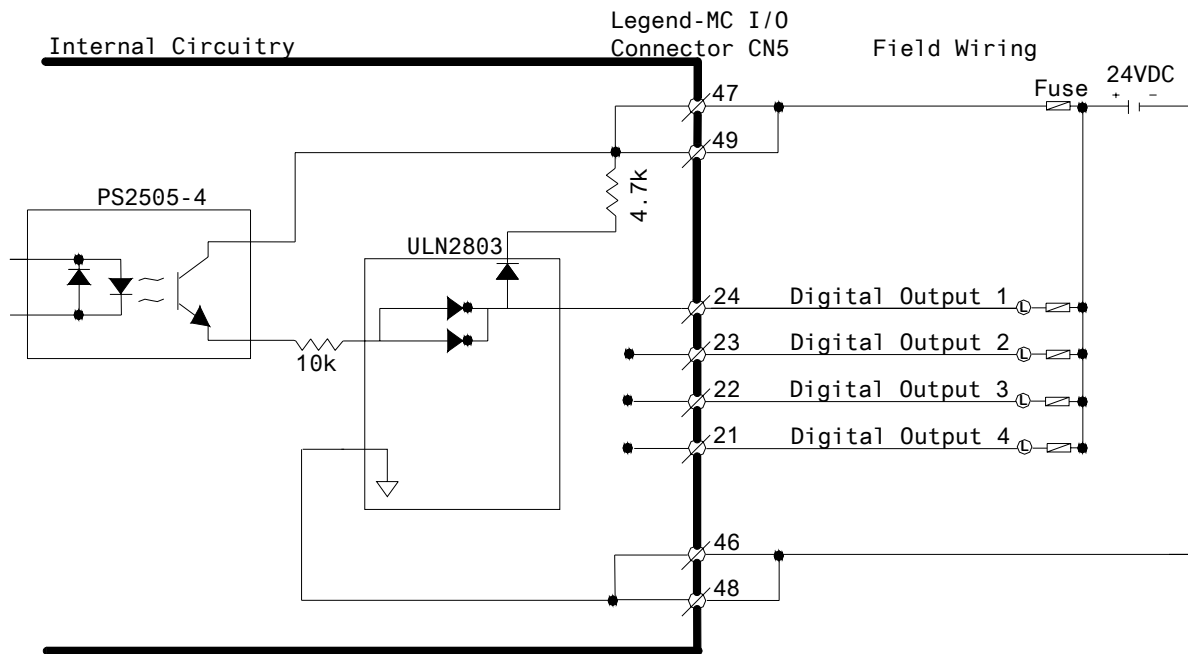 Legend-MC I/O
Internal Circuitry
Connector CN5
Field Wiring
24VDC
+ -
Fuse
47
49
4.7k
PS2505-4
ULN2803
24 Digital Output 1 L
10k
23 Digital Output 2 L
22 Digital Output 3 L
21 Digital Output 4 L
46
48